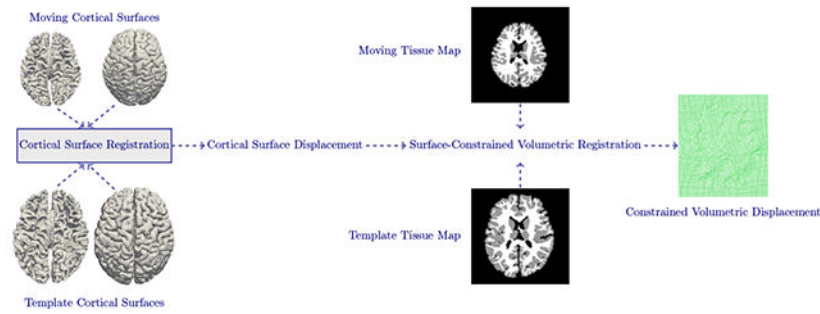 Moving Cortical Surfaces
Moving Tissue Map
Cortical Surface Registration
Cortical Surface Displacement
Surface-Constrained Volumetric Registration
Constrained Volumetric Displacement
Template Tissue Map
Template Cortical Surfaces